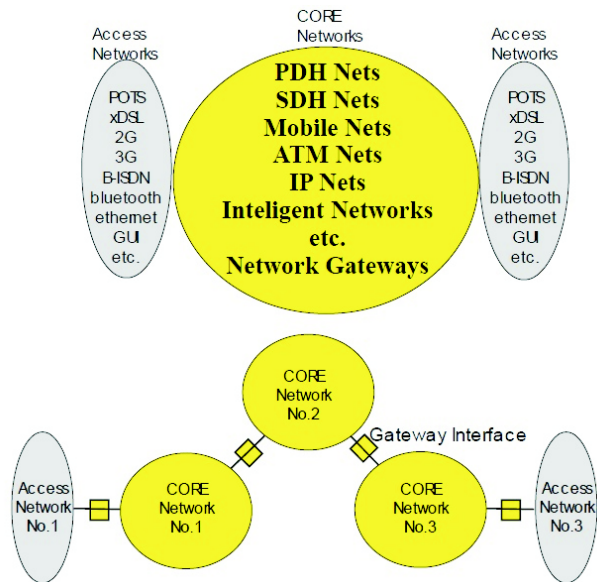 CORE
Networks
Access
Networks
Access
Networks
POTS
xDSL
2G
3G
B-ISDN
bluetooth
ethernet
GUI
etc.
PDH Nets
SDH Nets
Mobile Nets
ATM Nets
IP Nets
Inteligent Networks
etc.
Network Gateways
POTS
xDSL
2G
3G
B-ISDN
bluetooth
ethernet
GUI
etc.
CORE
Network
No.2
Gateway Interface
Access
Network
No.1
CORE
Network
No.1
CORE
Network
No.3
Access
Network
No.3